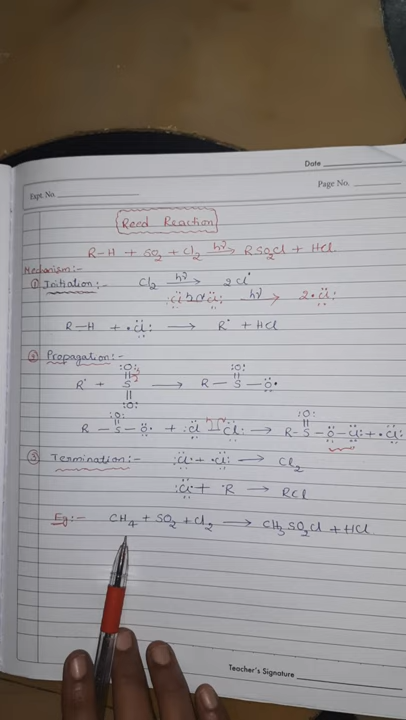 Date
Expt. No.
Page No.
Reed Reaction
R-H + SO₂ + Cl₂ →(hν) RSO₂Cl + HCl
Mechanism:-
① Initiation:- Cl₂ →(hν) 2Cl•
:Cl:Cl: →(hν) 2•Cl:
R-H + •Cl: → R• + HCl
② Propagation:-
:O:
R• + S → R-S-O•
:O:
:O:
R-S-O• + :Cl Cl: → R-S-O-Cl: + •Cl:
③ Termination:- :Cl• + •Cl: → Cl₂
:Cl + •R → RCl
Eg:- CH₄ + SO₂ + Cl₂ → CH₃SO₂Cl + HCl
Teacher's Signature